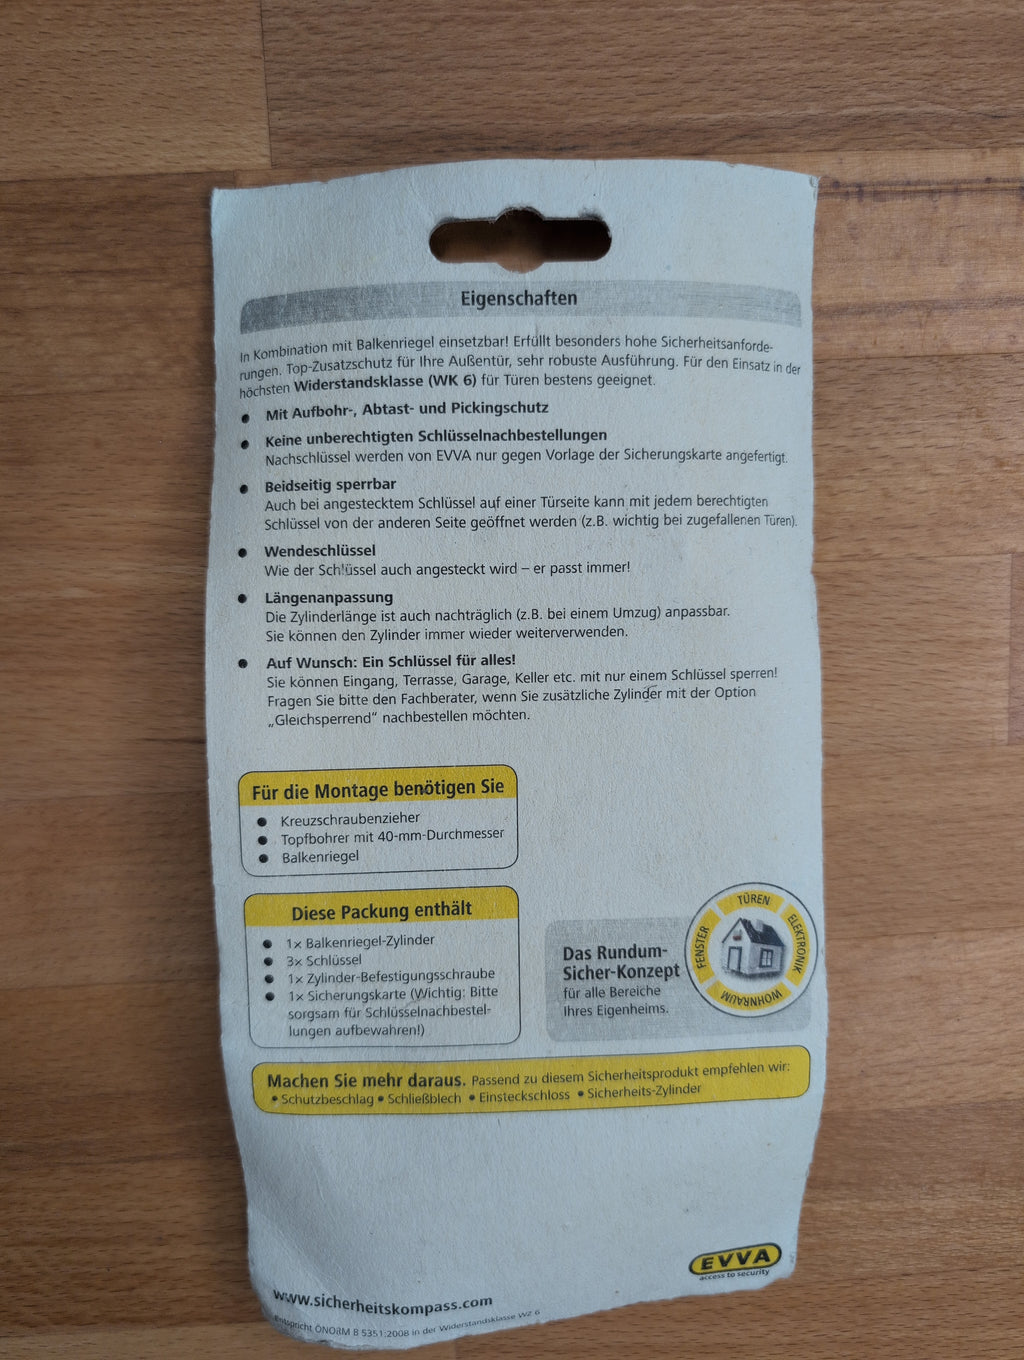 Eigenschaften
In Kombination mit Balkenriegel einsetzbar! Erfüllt besonders hohe Sicherheitsanforde-
rungen. Top-Zusatzschutz für Ihre Außentür, sehr robuste Ausführung. Für den Einsatz in der
höchsten Widerstandsklasse (WK 6) für Türen bestens geeignet.
● Mit Aufbohr-, Abtast- und Pickingschutz
● Keine unberechtigten Schlüsselnachbestellungen
Nachschlüssel werden von EVVA nur gegen Vorlage der Sicherungskarte angefertigt.
● Beidseitig sperrbar
Auch bei angestecktem Schlüssel auf einer Türseite kann mit jedem berechtigten
Schlüssel von der anderen Seite geöffnet werden (z.B. wichtig bei zugefallenen Türen).
● Wendeschlüssel
Wie der Schlüssel auch angesteckt wird – er passt immer!
● Längenanpassung
Die Zylinderlänge ist auch nachträglich (z.B. bei einem Umzug) anpassbar.
Sie können den Zylinder immer wieder weiterverwenden.
● Auf Wunsch: Ein Schlüssel für alles!
Sie können Eingang, Terrasse, Garage, Keller etc. mit nur einem Schlüssel sperren!
Fragen Sie bitte den Fachberater, wenn Sie zusätzliche Zylinder mit der Option
„Gleichsperrend“ nachbestellen möchten.
Für die Montage benötigen Sie
● Kreuzschraubenzieher
● Topfbohrer mit 40-mm-Durchmesser
● Balkenriegel
Diese Packung enthält
● 1x Balkenriegel-Zylinder
● 3x Schlüssel
● 1x Zylinder-Befestigungsschraube
● 1x Sicherungskarte (Wichtig: Bitte
sorgsam für Schlüsselnachbestel-
lungen aufbewahren!)
Das Rundum-
Sicher-Konzept
für alle Bereiche
Ihres Eigenheims.
TÜREN
ELEKTRONIK
WOHNRAUM
FENSTER
Machen Sie mehr daraus. Passend zu diesem Sicherheitsprodukt empfehlen wir:
● Schutzbeschlag ● Schließblech ● Einsteckschloss ● Sicherheits-Zylinder
EVVA
access to security
www.sicherheitskompass.com
Entspricht ÖNORM B 5351:2008 in der Widerstandsklasse WZ 6